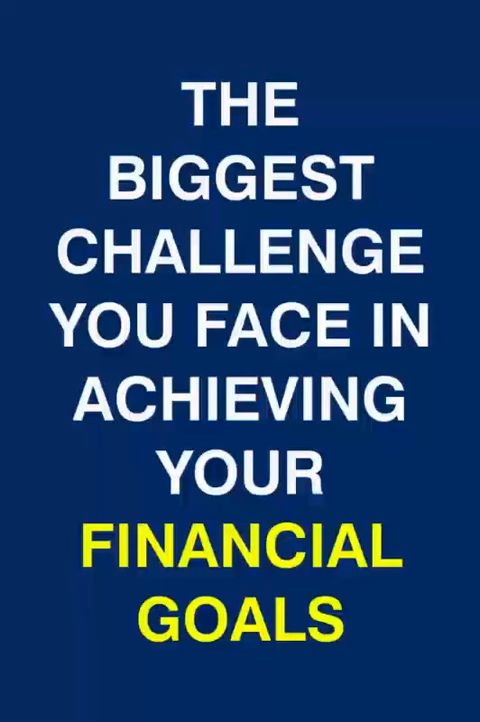 THE
BIGGEST
CHALLENGE
YOU FACE IN
ACHIEVING
YOUR
FINANCIAL
GOALS